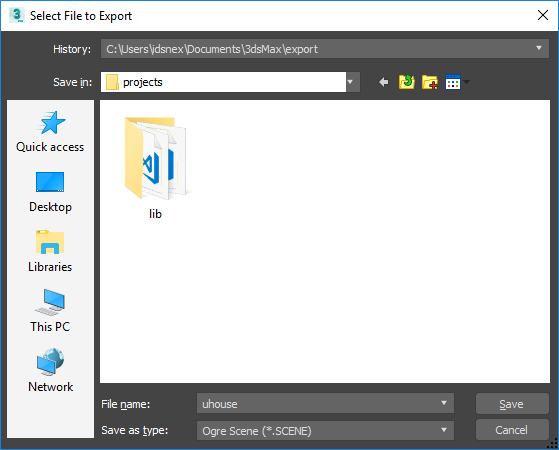 Select File to Export
History: C:\Users\idsnex\Documents\3dsMax\export
Save in: projects
Quick access
Desktop
Libraries
This PC
Network
lib
File name: uhouse Save
Save as type: Ogre Scene (*.SCENE) Cancel